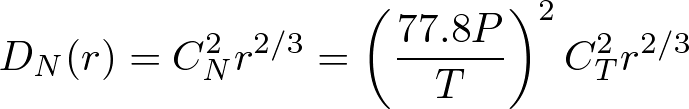 $D_N(r) = C_N^2 r^{2/3} = \left( \frac{77.8P}{T} \right)^2 C_T^2 r^{2/3}$